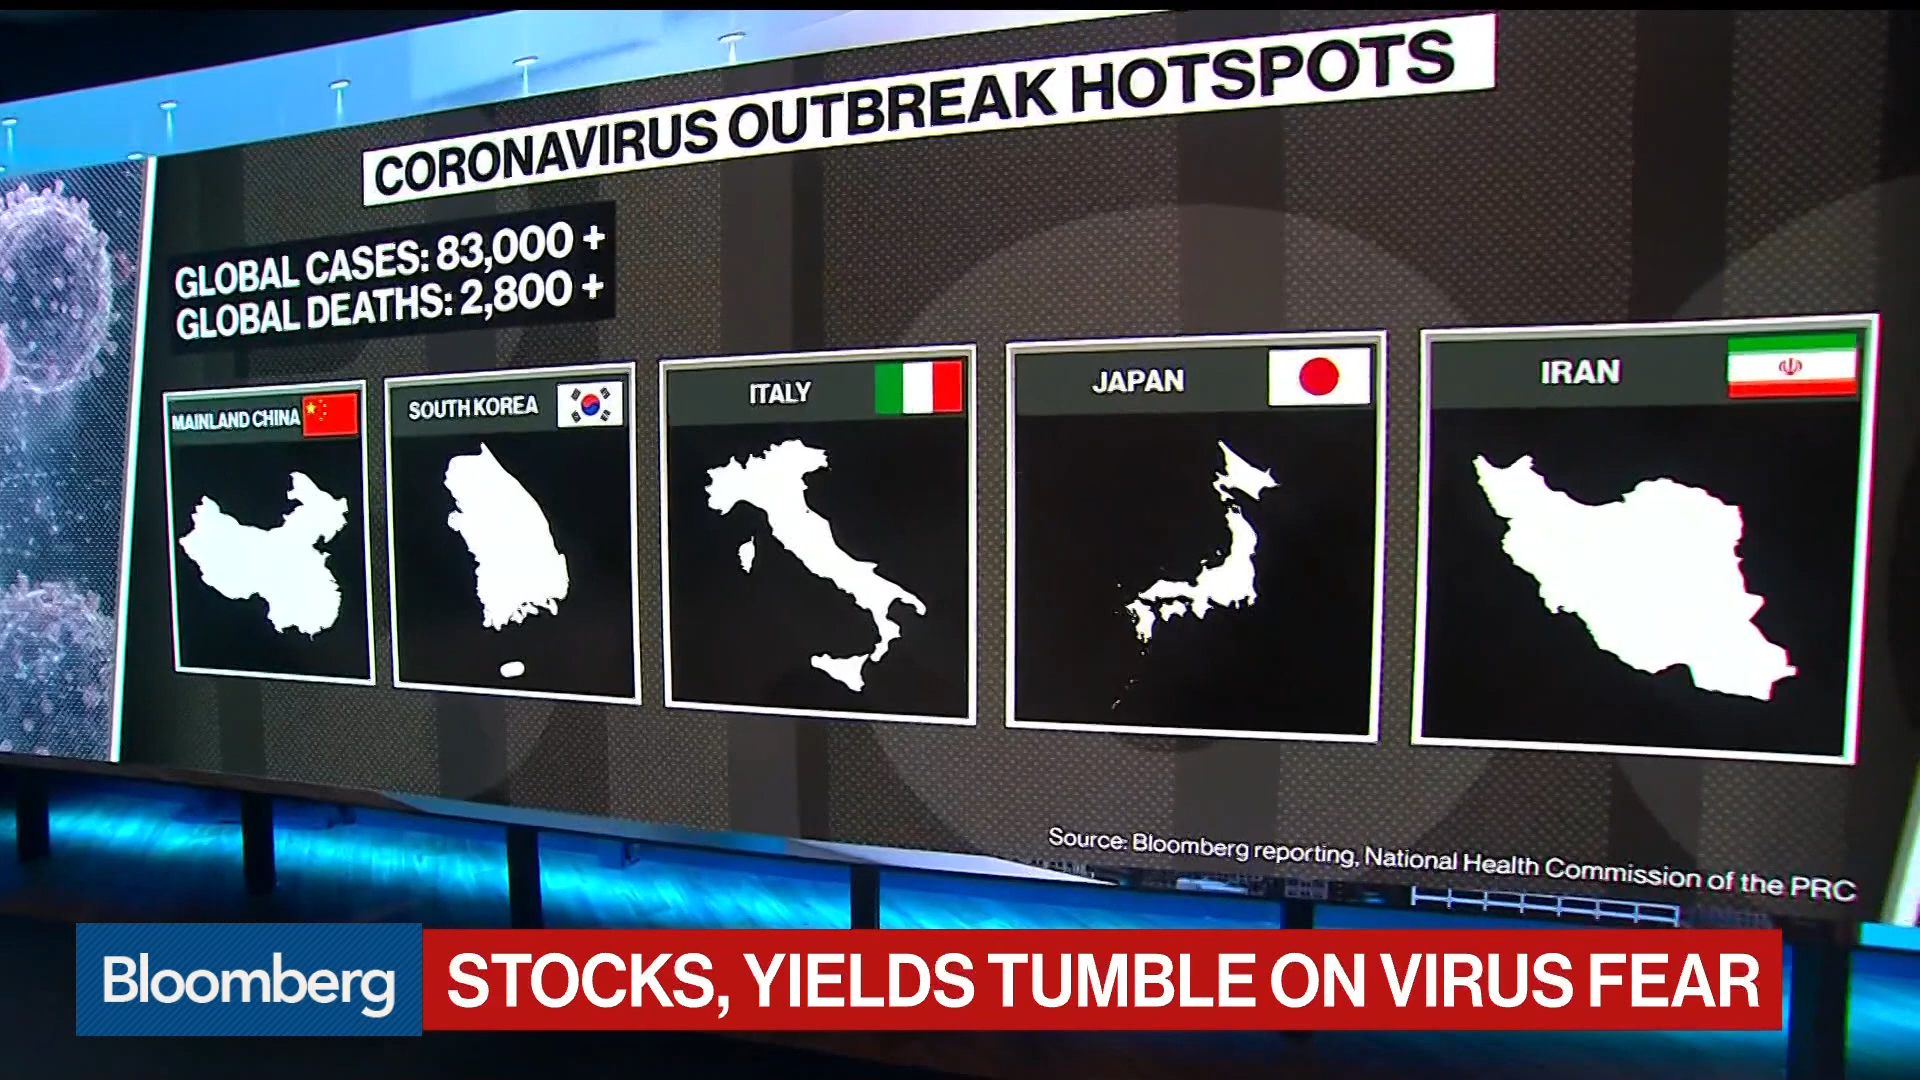 CORONAVIRUS OUTBREAK HOTSPOTS
GLOBAL CASES: 83,000 +
GLOBAL DEATHS: 2,800 +
MAINLAND CHINA
SOUTH KOREA
ITALY
JAPAN
IRAN
Source: Bloomberg reporting, National Health Commission of the PRC
Bloomberg
STOCKS, YIELDS TUMBLE ON VIRUS FEAR